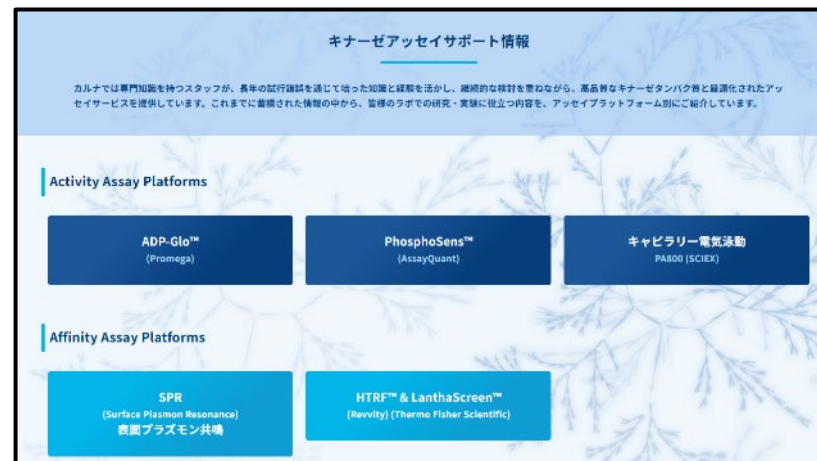 キナーゼアッセイサポート情報
カルナでは専門知識を持つスタッフが、長年の試行錯誤を通じて培った知識と経験を活かし、継続的な検討を重ねながら、高品質なキナーゼタンパク質と最適化されたアッ
セイサービスを提供しています。これまでに蓄積された情報の中から、皆様のラボでの研究・実験に役立つ内容を、アッセイプラットフォーム別にご紹介しています。
Activity Assay Platforms
ADP-Glo™
(Promega)
PhosphoSens™
(AssayQuant)
キャピラリー電気泳動
PA800 (SCIEX)
Affinity Assay Platforms
SPR
(Surface Plasmon Resonance)
表面プラズモン共鳴
HTRF™ & LanthaScreen™
(Revvity) (Thermo Fisher Scientific)